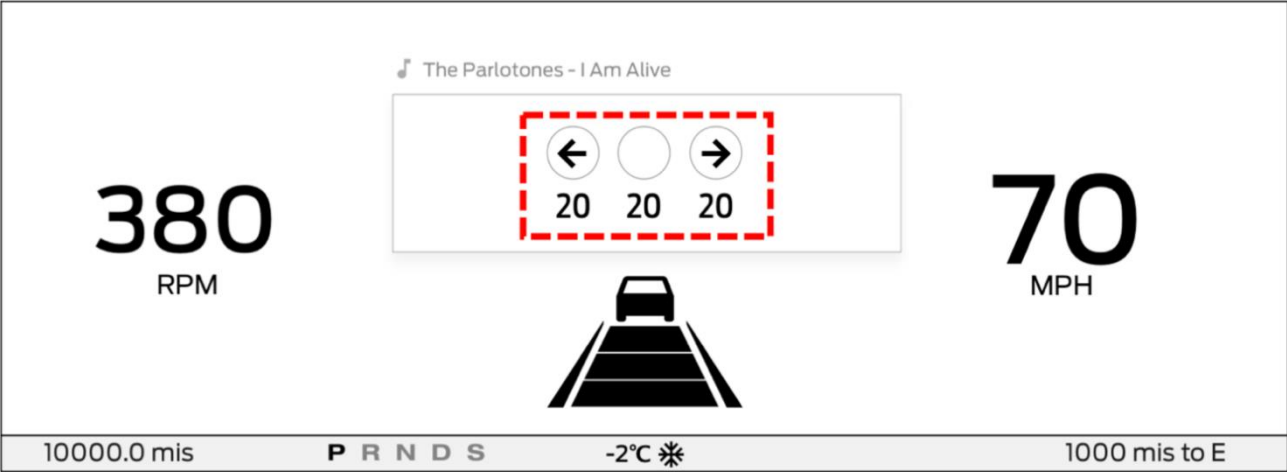 The Parlotones - I Am Alive
20 20 20
380
RPM
70
MPH
10000.0 mis P R N D S -2°C 1000 mis to E